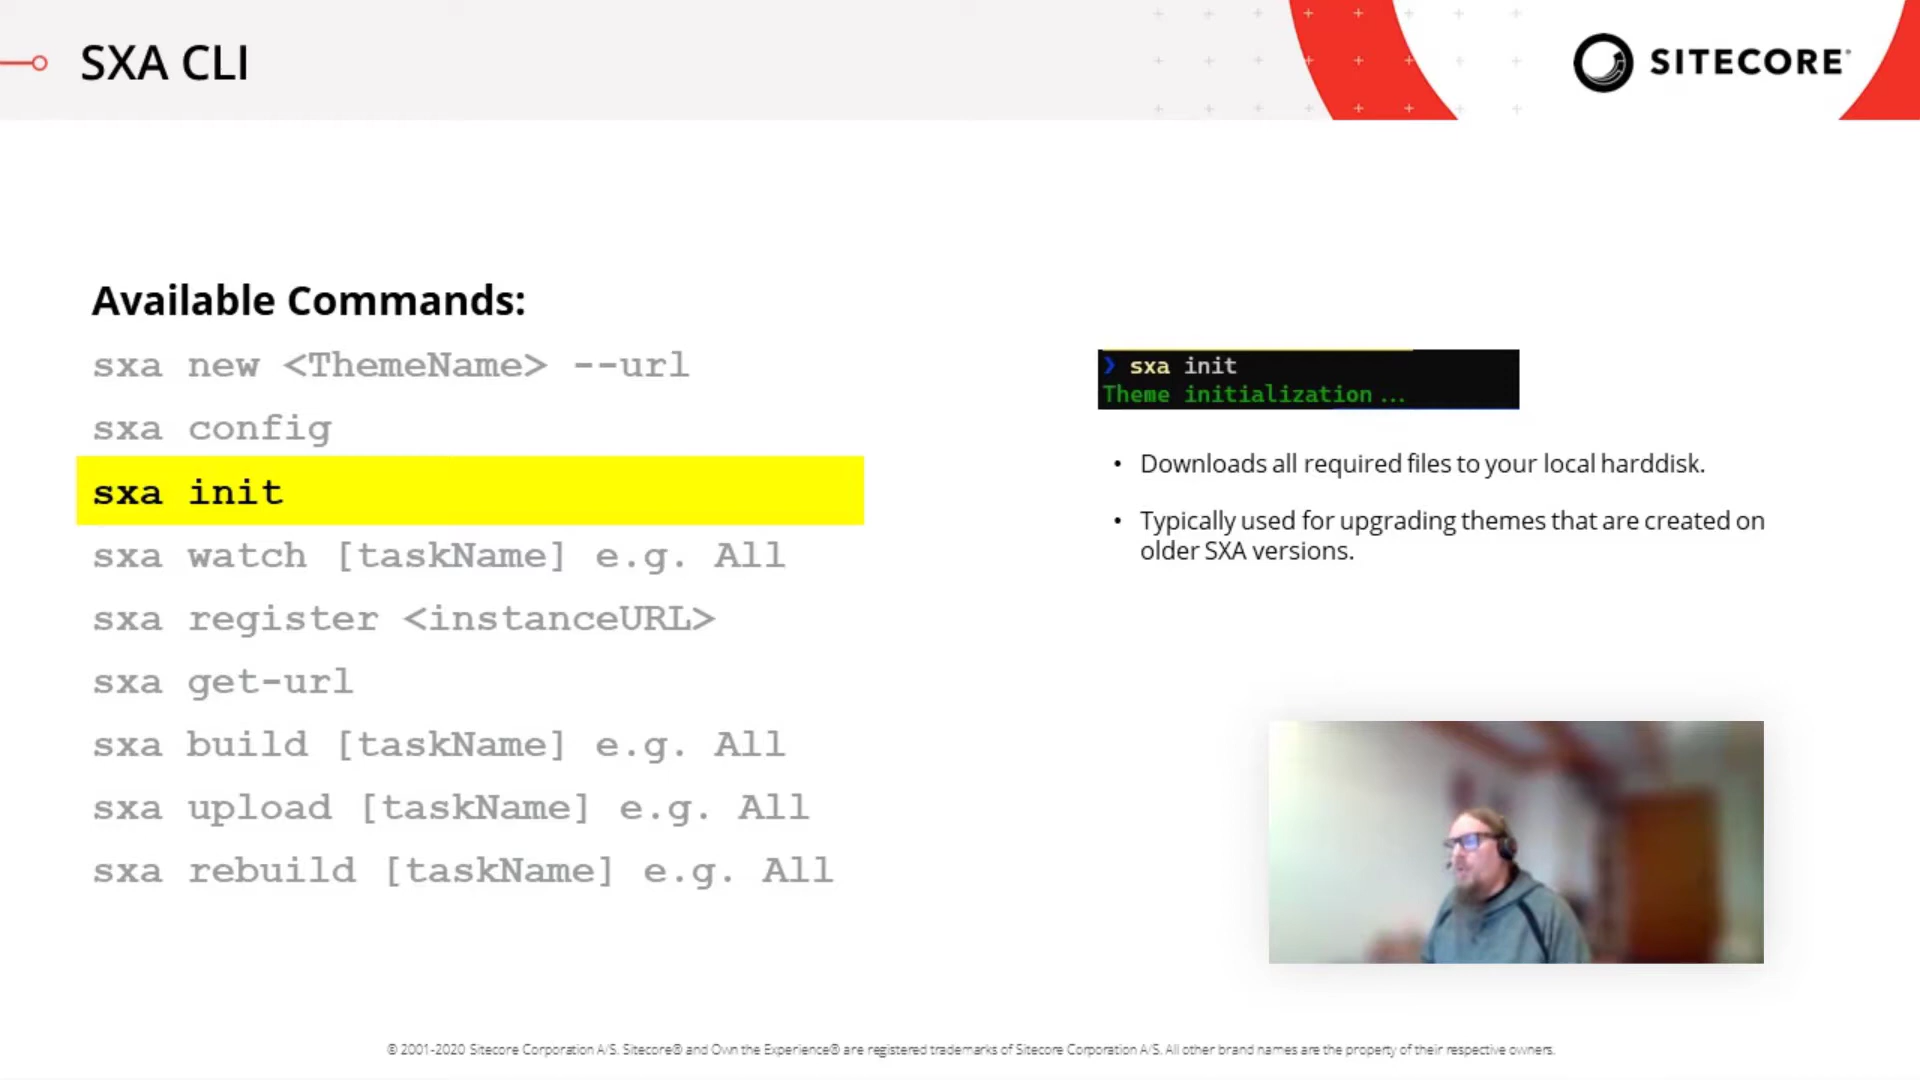 SXA CLI
SITECORE
Available Commands:
sxa new <ThemeName> --url
sxa config
sxa init
sxa watch [taskName] e.g. All
sxa register <instanceURL>
sxa get-url
sxa build [taskName] e.g. All
sxa upload [taskName] e.g. All
sxa rebuild [taskName] e.g. All
❯ sxa init
Theme initialization...
• Downloads all required files to your local harddisk.
• Typically used for upgrading themes that are created on
older SXA versions.
© 2001-2020 Sitecore Corporation A/S. Sitecore® and Own the Experience® are registered trademarks of Sitecore Corporation A/S. All other brand names are the property of their respective owners.